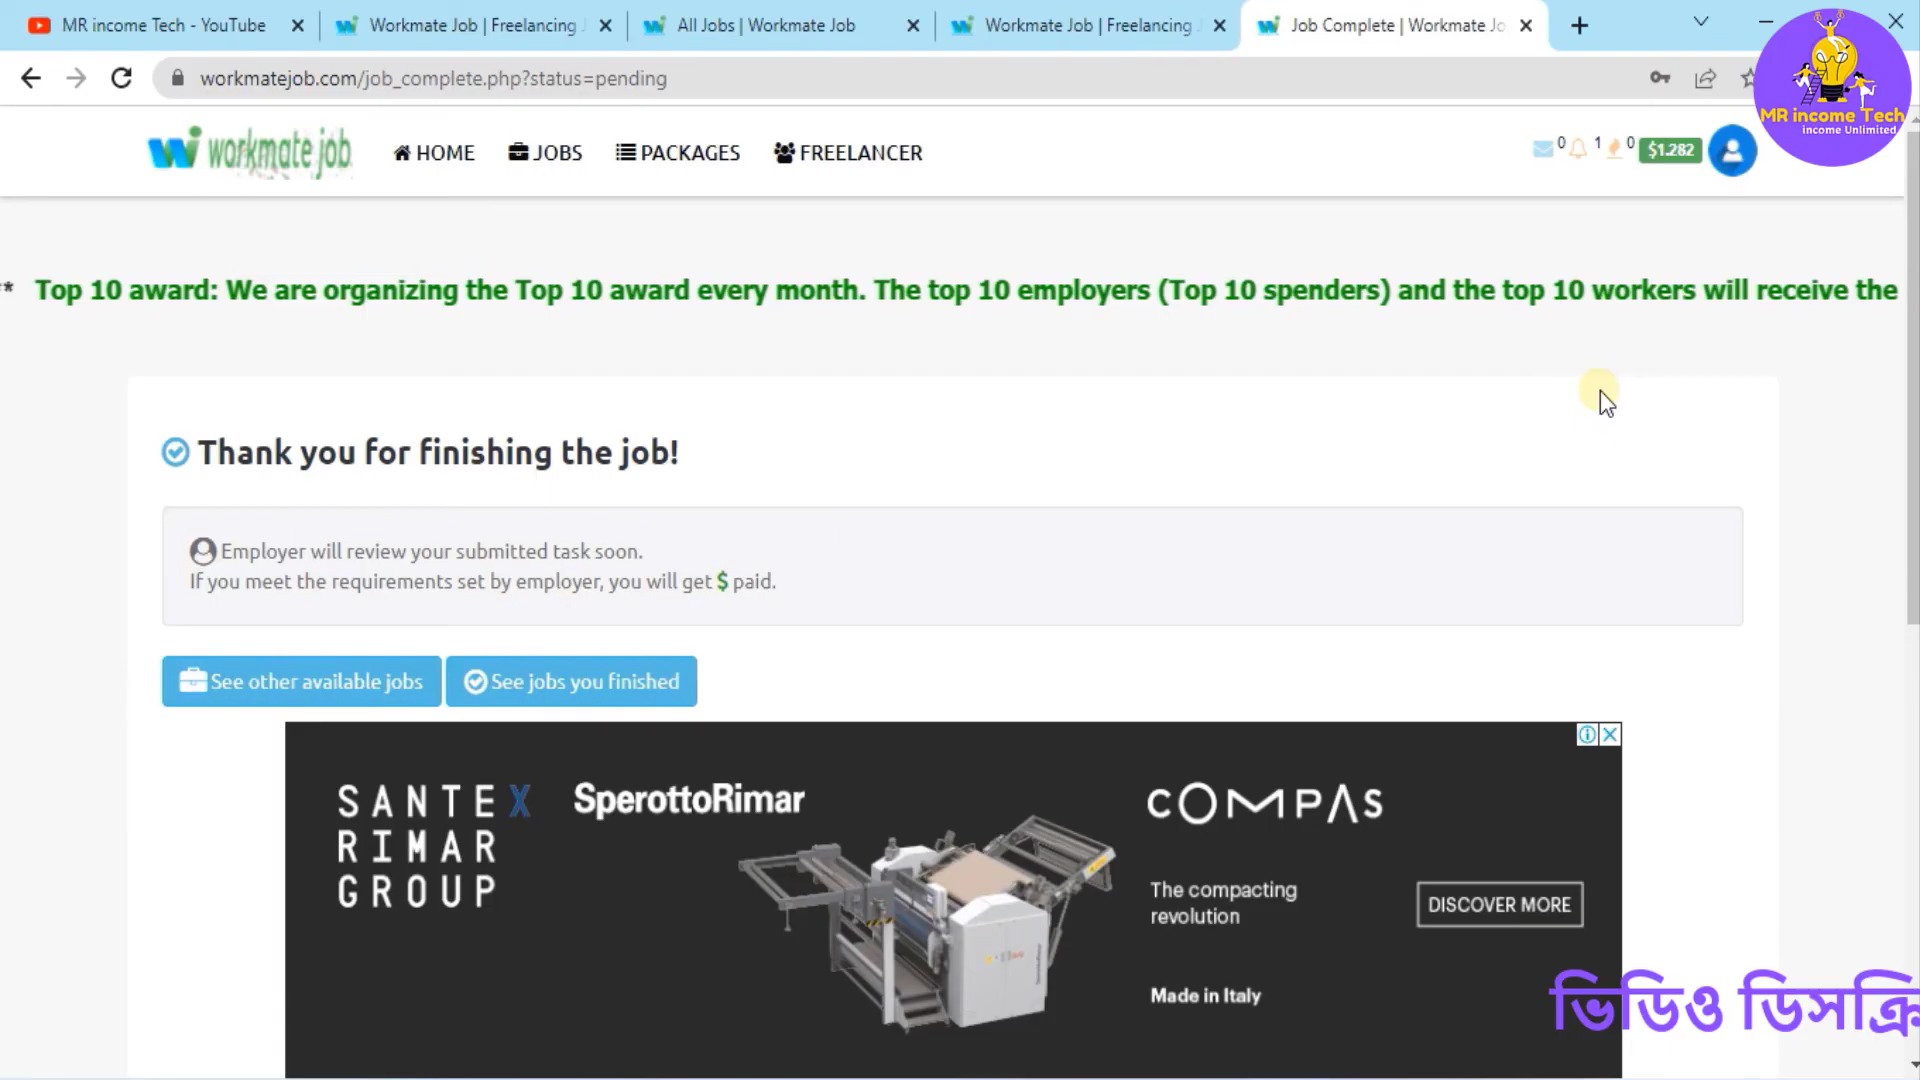 MR income Tech - YouTube
Workmate Job | Freelancing J
All Jobs | Workmate Job
Workmate Job | Freelancing J
Job Complete | Workmate Jo
workmatejob.com/job_complete.php?status=pending
MR income Tech
income Unlimited
workmate job
HOME
JOBS
PACKAGES
FREELANCER
0
1
0
$1.282
* Top 10 award: We are organizing the Top 10 award every month. The top 10 employers (Top 10 spenders) and the top 10 workers will receive the
Thank you for finishing the job!
Employer will review your submitted task soon.
If you meet the requirements set by employer, you will get $ paid.
See other available jobs
See jobs you finished
SANTEX
RIMAR
GROUP
SperottoRimar
COMPAS
The compacting
revolution
DISCOVER MORE
Made in Italy
ভিডিও ডিসক্রি